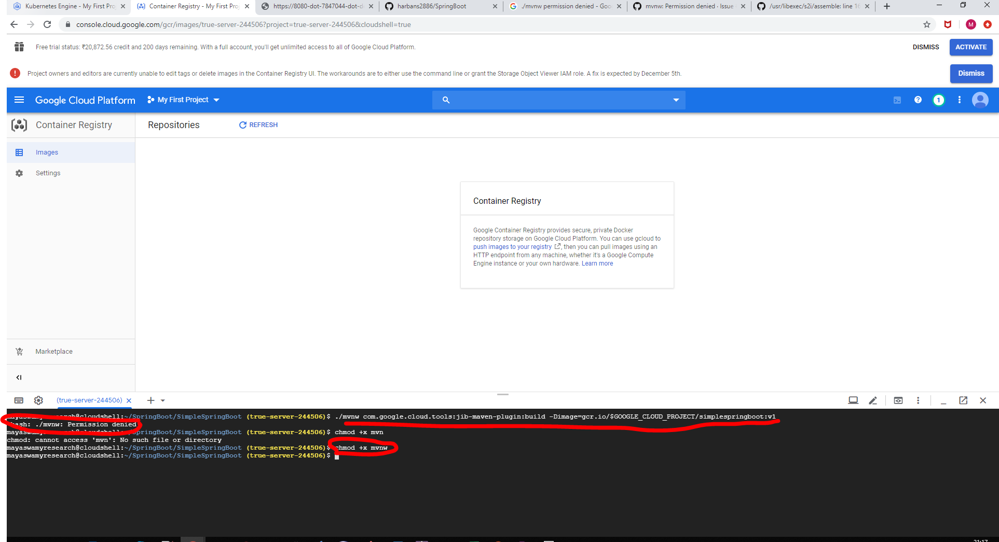 Kubernetes Engine - My First Pro
Container Registry - My First Proj
https://8080-dot-7847044-dot-de
harbans2886/SpringBoot
./mvnw permission denied - Goo
mvnw: Permission denied · Issue
/usr/libexec/s2i/assemble: line 16
console.cloud.google.com/gcr/images/true-server-244506?project=true-server-244506&cloudshell=true
M
Free trial status: ₹20,872.56 credit and 200 days remaining. With a full account, you'll get unlimited access to all of Google Cloud Platform.
DISMISS
ACTIVATE
Project owners and editors are currently unable to edit tags or delete images in the Container Registry UI. The workarounds are to either use the command line or grant the Storage Object Viewer IAM role. A fix is expected by December 5th.
Dismiss
Google Cloud Platform
My First Project
1
Container Registry
Repositories
REFRESH
Images
Settings
Container Registry
Google Container Registry provides secure, private Docker
repository storage on Google Cloud Platform. You can use gcloud to
push images to your registry , then you can pull images using an
HTTP endpoint from any machine, whether it's a Google Compute
Engine instance or your own hardware. Learn more
Marketplace
(true-server-244506)
mayaswamyresearch@cloudshell:~/SpringBoot/SimpleSpringBoot (true-server-244506)$ ./mvnw com.google.cloud.tools:jib-maven-plugin:build -Dimage=gcr.io/$GOOGLE_CLOUD_PROJECT/simplespringboot:v1
bash: ./mvnw: Permission denied
mayaswamyresearch@cloudshell:~/SpringBoot/SimpleSpringBoot (true-server-244506)$ chmod +x mvn
chmod: cannot access 'mvn': No such file or directory
mayaswamyresearch@cloudshell:~/SpringBoot/SimpleSpringBoot (true-server-244506)$ chmod +x mvnw
mayaswamyresearch@cloudshell:~/SpringBoot/SimpleSpringBoot (true-server-244506)$
21:17